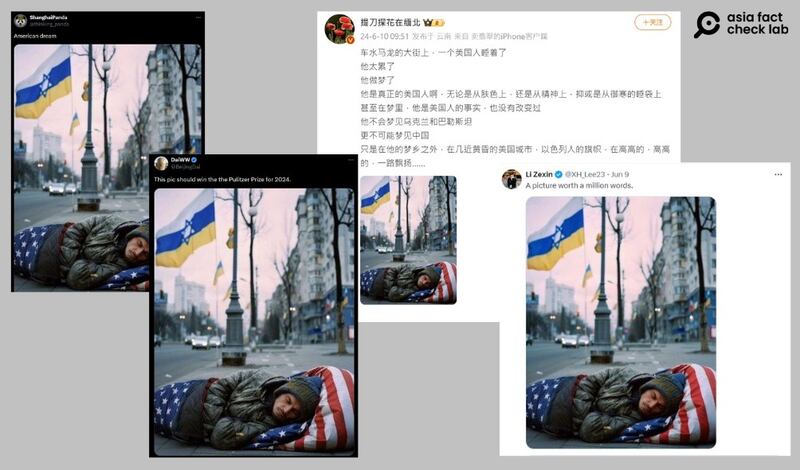 ShanghaiPanda
@thinking_panda
American dream
DaiWW
@BeijingDai
This pic should win the the Pulitzer Prize for 2024.
提刀探花在缅北
24-6-10 09:51 发布于 云南 来自 卖翡翠的iPhone客户端
+关注
车水马龙的大街上，一个美国人睡着了
他太累了
他做梦了
他是真正的美国人啊，无论是从肤色上，还是从精神上，抑或是从御寒的睡袋上
甚至在梦里，他是美国人的事实，也没有改变过
他不会梦见乌克兰和巴勒斯坦
更不可能梦见中国
只是在他的梦乡之外，在几近黄昏的美国城市，以色列人的旗帜，在高高的，高高
的，一路飘扬......
Li Zexin @XH_Lee23 · Jun 9
A picture worth a million words.
asia fact
check lab